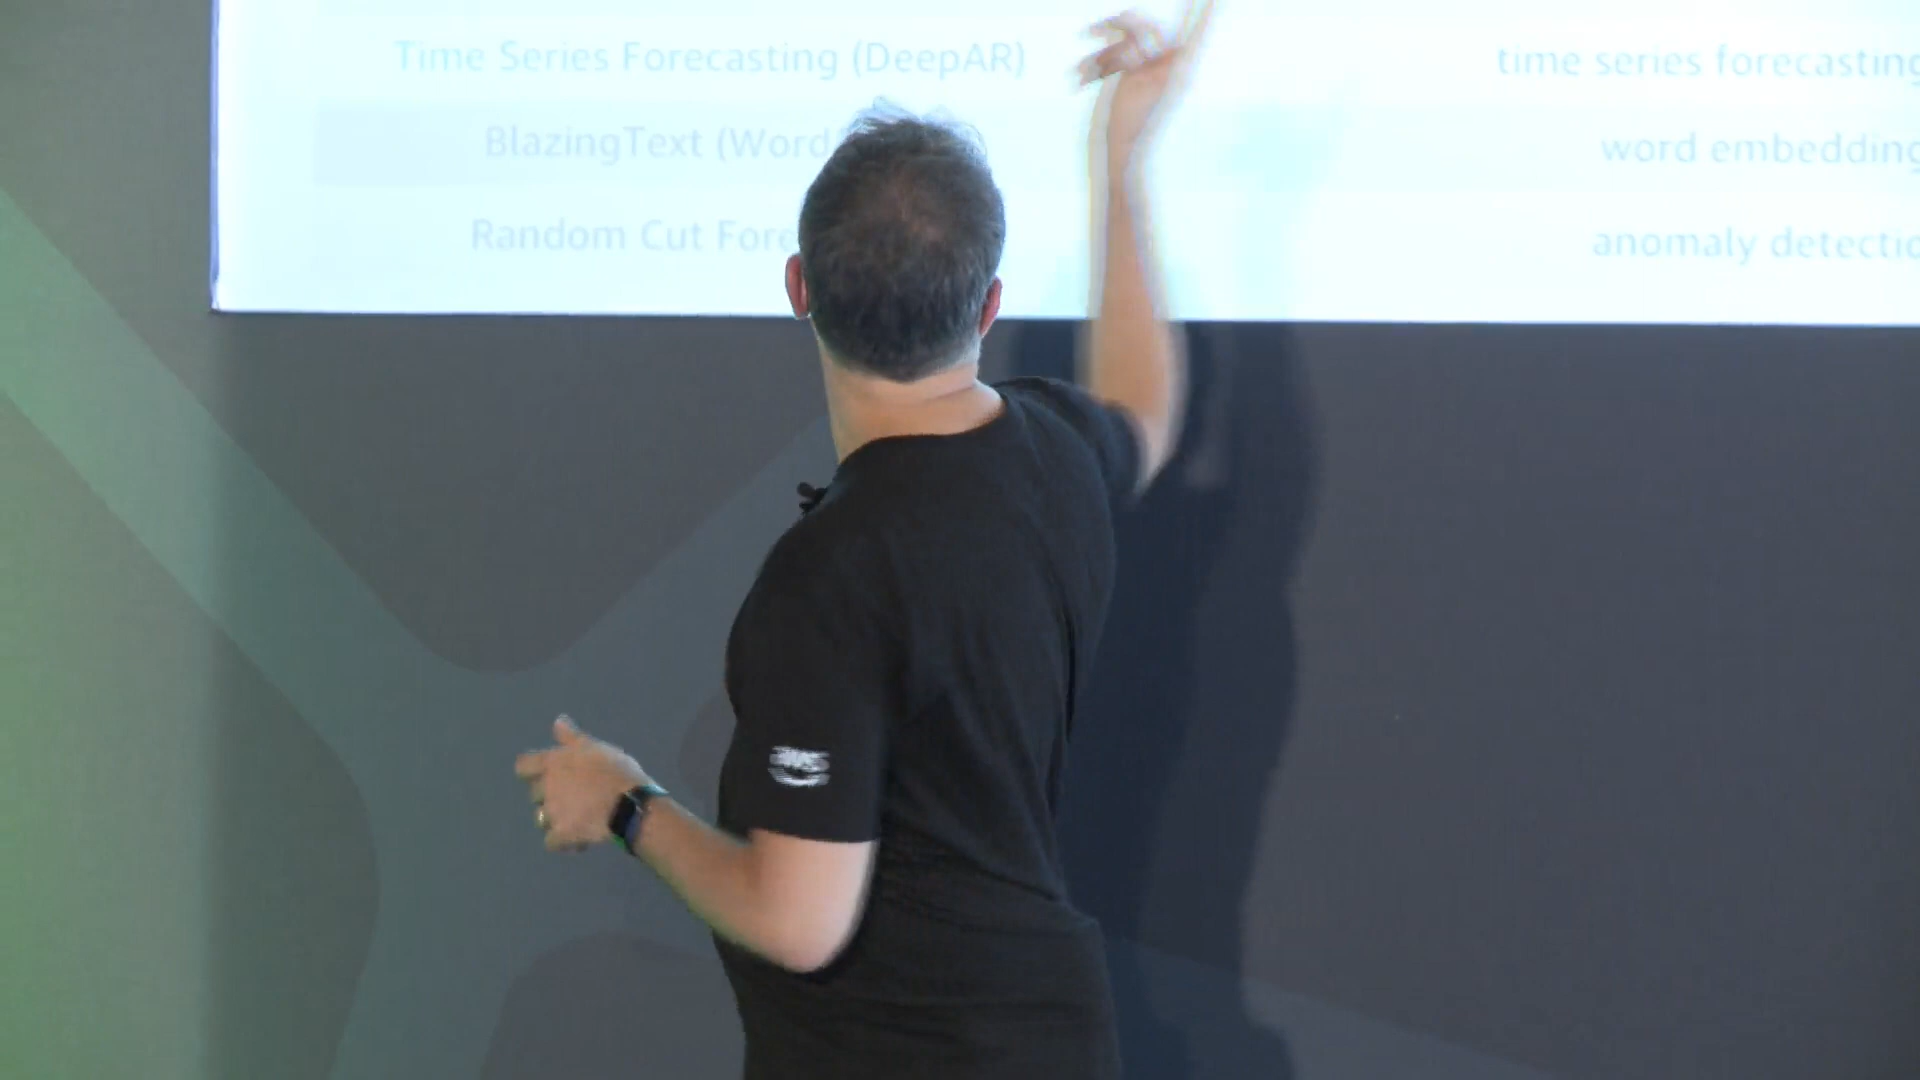 Time Series Forecasting (DeepAR)
time series forecasting
BlazingText (Word
word embedding
Random Cut Fore
anomaly detectio